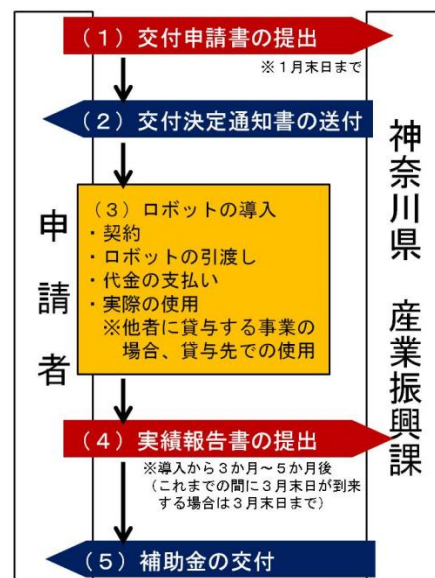 （１）交付申請書の提出
※１月末日まで
（２）交付決定通知書の送付
（３）ロボットの導入
・契約
・ロボットの引渡し
・代金の支払い
・実際の使用
※他者に貸与する事業の
場合、貸与先での使用
（４）実績報告書の提出
※導入から３か月～５か月後
（これまでの間に３月末日が到来
する場合は３月末日まで）
（５）補助金の交付
申請者
神奈川県　産業振興課